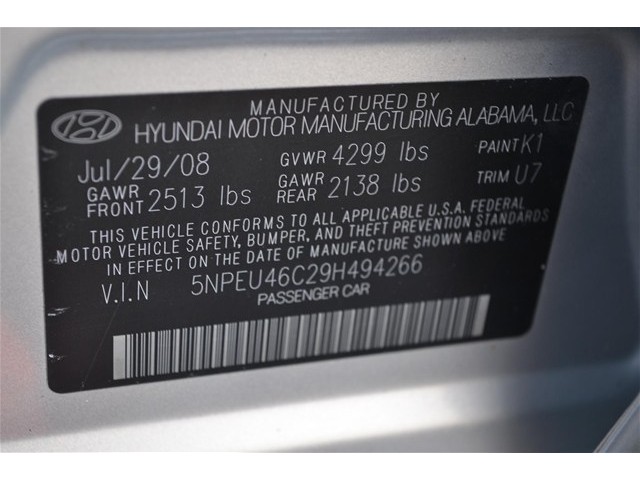 MANUFACTURED BY
HYUNDAI MOTOR MANUFACTURING ALABAMA, LLC
Jul/29/08 GVWR 4299 lbs PAINT K1
GAWR FRONT 2513 lbs GAWR REAR 2138 lbs TRIM U7
THIS VEHICLE CONFORMS TO ALL APPLICABLE U.S.A. FEDERAL
MOTOR VEHICLE SAFETY, BUMPER, AND THEFT PREVENTION STANDARDS
IN EFFECT ON THE DATE OF MANUFACTURE SHOWN ABOVE
V.I.N 5NPEU46C29H494266
PASSENGER CAR